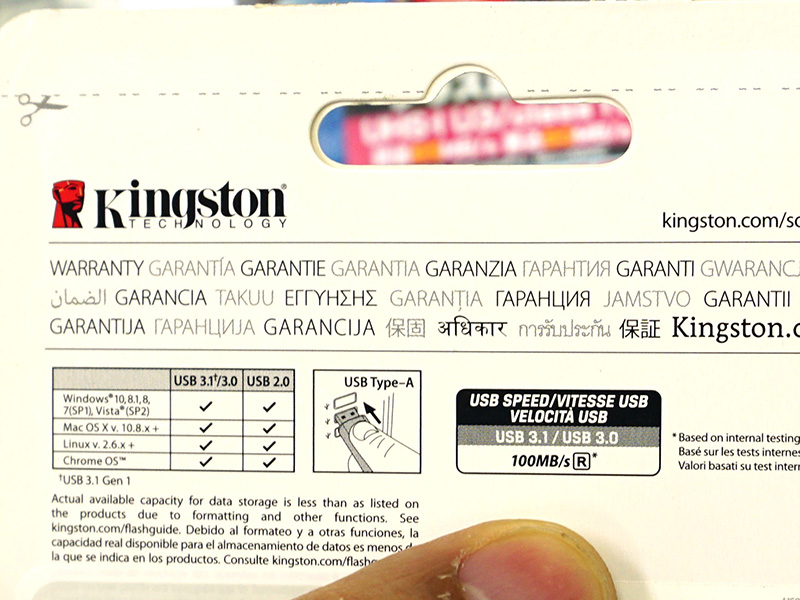 Kingston®
TECHNOLOGY
kingston.com/
WARRANTY GARANTÍA GARANTIE GARANTIA GARANZIA ГАРАНТИЯ GARANTI
الضمان GARANCIA TAKUU ΕΓΓΥΗΣΗΣ GARANȚIA ГАРАНЦИЯ JAMSTVO GARANTII
GARANTIJA ГАРАНЦИЈА GARANCIJA 保固 अधिकार การรับประกัน 保証 Kingston.
USB 3.1†/3.0 USB 2.0
Windows® 10, 8.1, 8,
7(SP1), Vista® (SP2) ✓ ✓
Mac OS X v. 10.8.x + ✓ ✓
Linux v. 2.6.x + ✓ ✓
Chrome OS™ ✓ ✓
†USB 3.1 Gen 1
USB Type-A
USB SPEED/VITESSE USB
VELOCITÀ USB
USB 3.1 / USB 3.0
100MB/s R*
* Based on internal testing
Basé sur les tests internes
Valori basati su test
Actual available capacity for data storage is less than as listed on
the products due to formatting and other functions. See
kingston.com/flashguide. Debido al formateo y a otras funciones, la
capacidad real disponible para el almacenamiento de datos es menos
la que se indica en los productos. Consulte